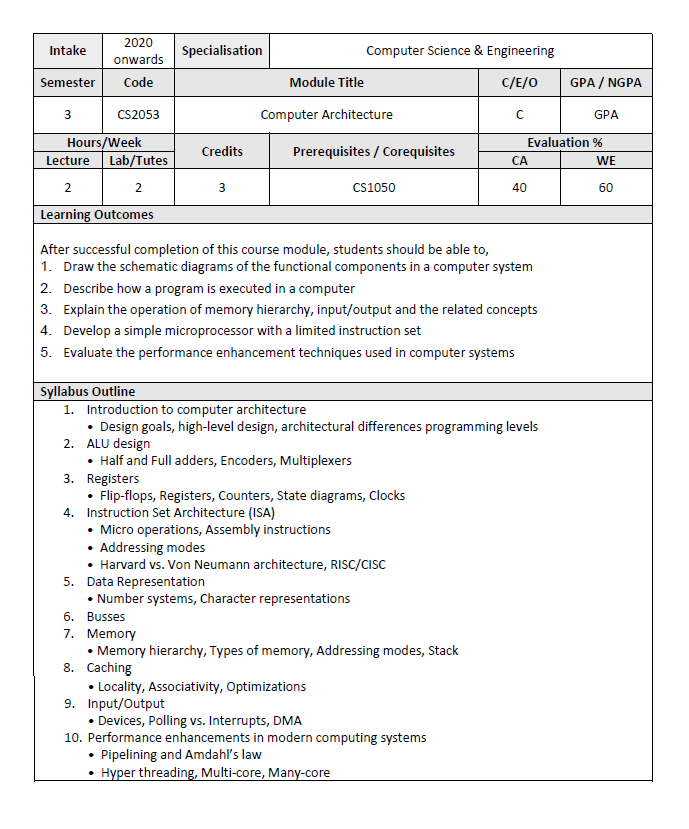 Intake 2020 onwards Specialisation Computer Science & Engineering
Semester Code Module Title C/E/O GPA / NGPA
3 CS2053 Computer Architecture C GPA
Hours/Week Credits Prerequisites / Corequisites Evaluation %
Lecture Lab/Tutes CA WE
2 2 3 CS1050 40 60
Learning Outcomes
After successful completion of this course module, students should be able to,
1. Draw the schematic diagrams of the functional components in a computer system
2. Describe how a program is executed in a computer
3. Explain the operation of memory hierarchy, input/output and the related concepts
4. Develop a simple microprocessor with a limited instruction set
5. Evaluate the performance enhancement techniques used in computer systems
Syllabus Outline
1. Introduction to computer architecture
• Design goals, high-level design, architectural differences programming levels
2. ALU design
• Half and Full adders, Encoders, Multiplexers
3. Registers
• Flip-flops, Registers, Counters, State diagrams, Clocks
4. Instruction Set Architecture (ISA)
• Micro operations, Assembly instructions
• Addressing modes
• Harvard vs. Von Neumann architecture, RISC/CISC
5. Data Representation
• Number systems, Character representations
6. Busses
7. Memory
• Memory hierarchy, Types of memory, Addressing modes, Stack
8. Caching
• Locality, Associativity, Optimizations
9. Input/Output
• Devices, Polling vs. Interrupts, DMA
10. Performance enhancements in modern computing systems
• Pipelining and Amdahl's law
• Hyper threading, Multi-core, Many-core